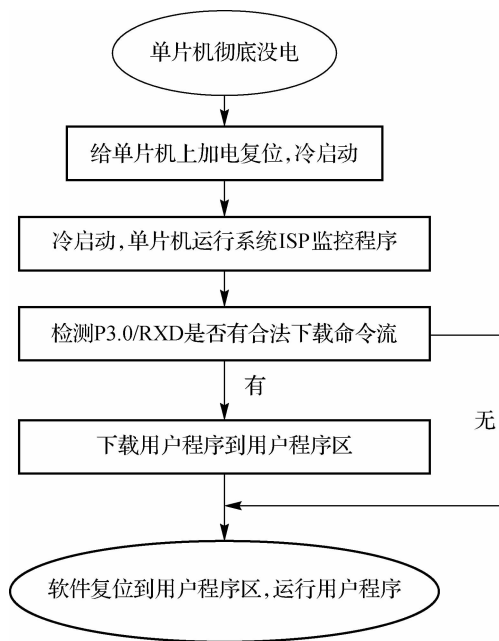 单片机彻底没电
给单片机上加电复位,冷启动
冷启动,单片机运行系统ISP监控程序
检测P3.0/RXD是否有合法下载命令流
有
无
下载用户程序到用户程序区
软件复位到用户程序区,运行用户程序